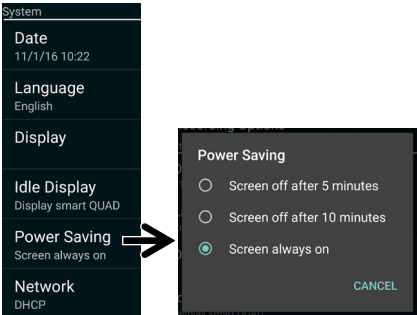 System
Date
11/1/16 10:22
Language
English
Display
Idle Display
Display smart QUAD
Power Saving
Screen always on
Network
DHCP
Power Saving
Screen off after 5 minutes
Screen off after 10 minutes
Screen always on
CANCEL